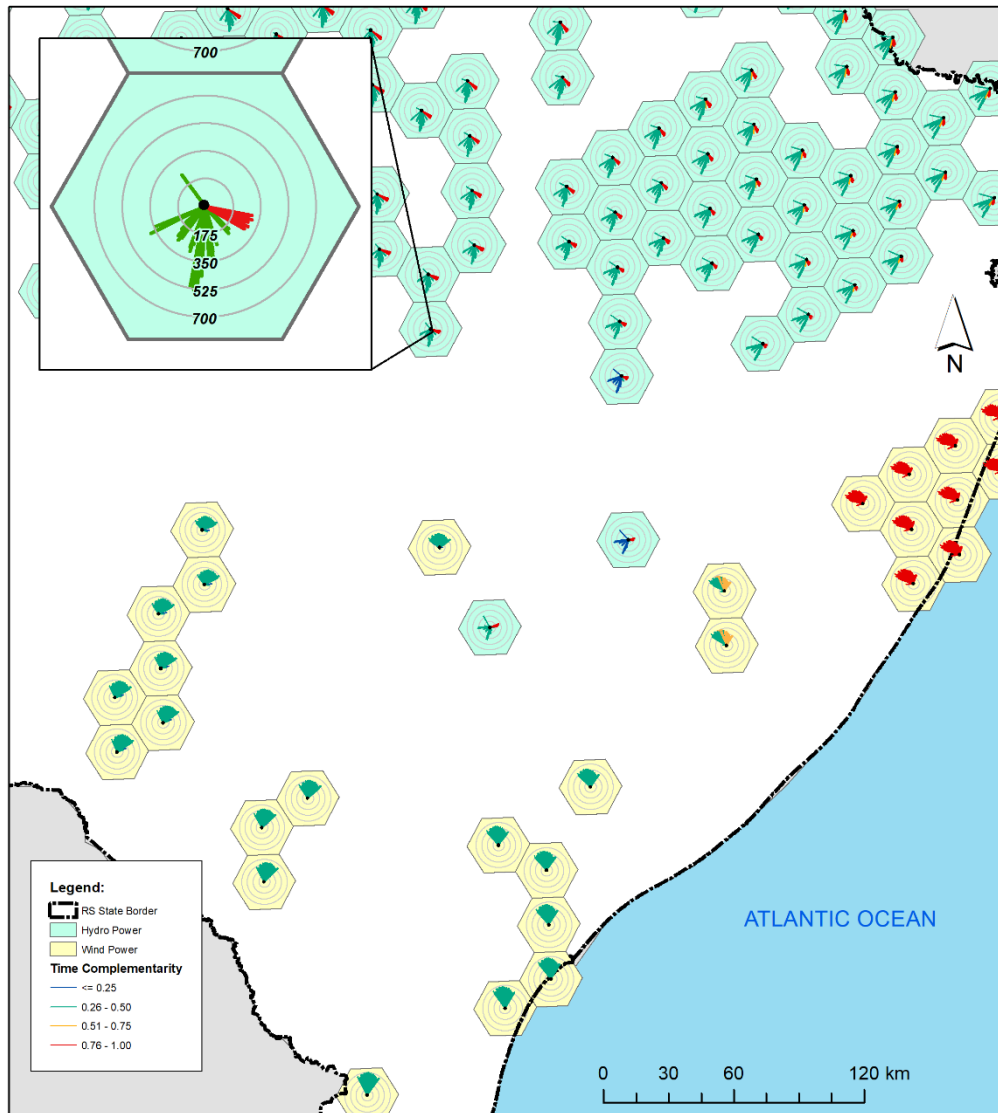 700
175
350
525
700
N
ATLANTIC OCEAN
Legend:
RS State Border
Hydro Power
Wind Power
Time Complementarity
<= 0.25
0.26 - 0.50
0.51 - 0.75
0.76 - 1.00
0 30 60 120 km